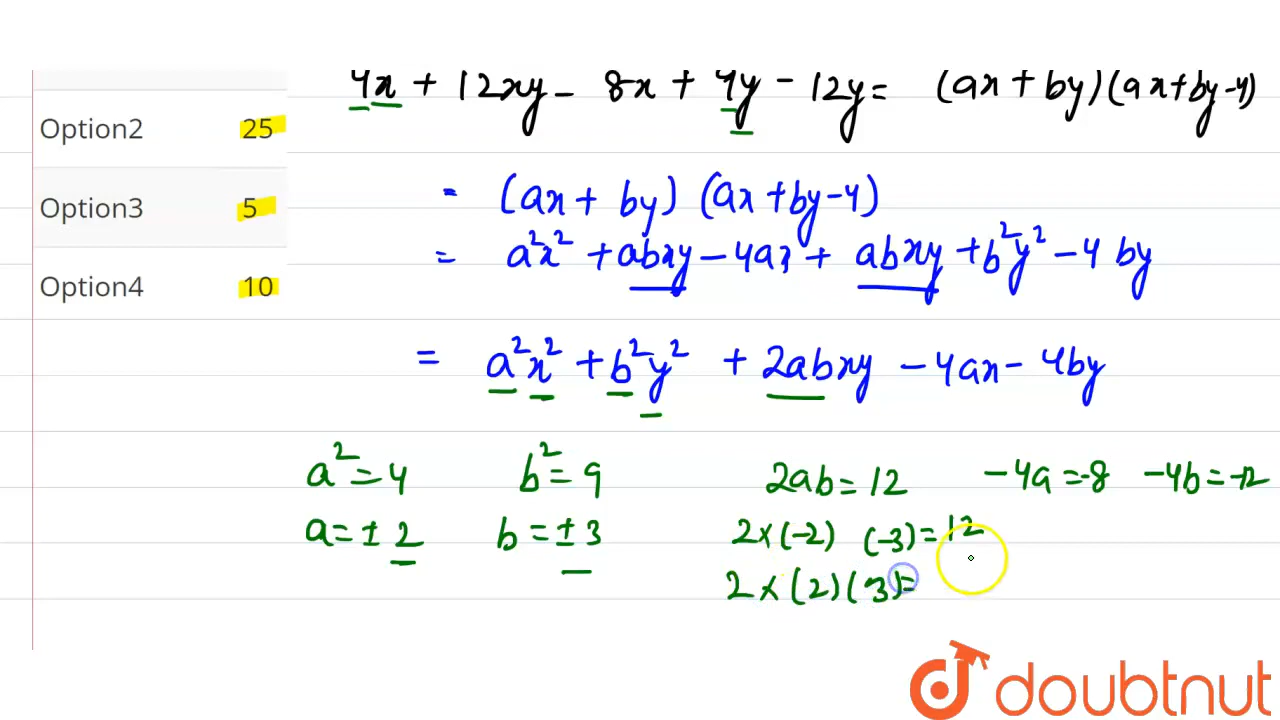 4x + 12xy - 8x + 4y - 12y = (ax + by)(ax+by-4)
Option2 25
= (ax + by) (ax + by - 4)
Option3 5
= a²x² + abxy - 4ax + abxy + b²y² - 4 by
Option4 10
= a²x² + b²y² + 2abxy - 4ax - 4by
a² = 4 b² = 9 2ab = 12 -4a = -8 -4b = -12
a = ± 2 b = ± 3 2 × (-2) (-3) = 12
2 × (2) (3) =
doubtnut